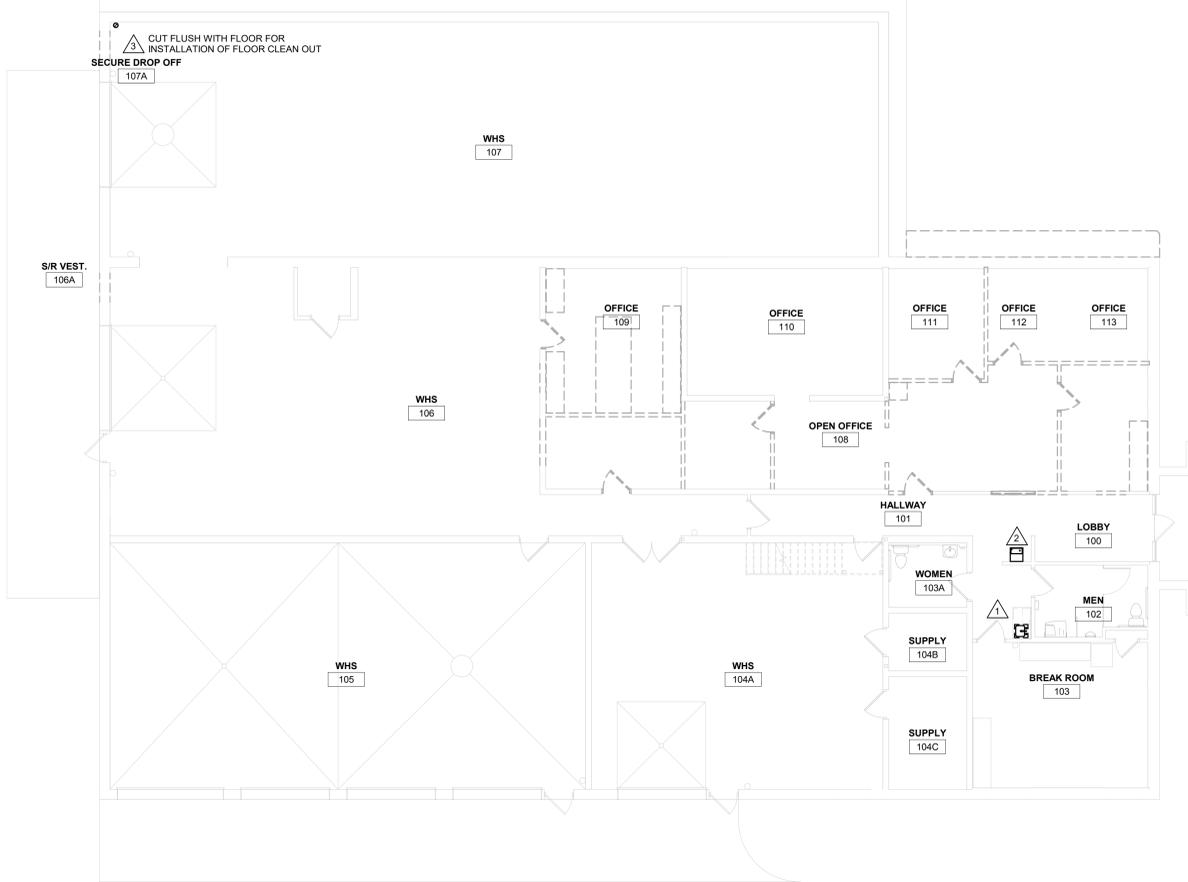 3
CUT FLUSH WITH FLOOR FOR
INSTALLATION OF FLOOR CLEAN OUT
SECURE DROP OFF
107A
WHS
107
S/R VEST.
106A
OFFICE
109
OFFICE
110
OFFICE
111
OFFICE
112
OFFICE
113
WHS
106
OPEN OFFICE
108
HALLWAY
101
LOBBY
100
2
WOMEN
103A
MEN
102
1
SUPPLY
104B
WHS
105
WHS
104A
BREAK ROOM
103
SUPPLY
104C